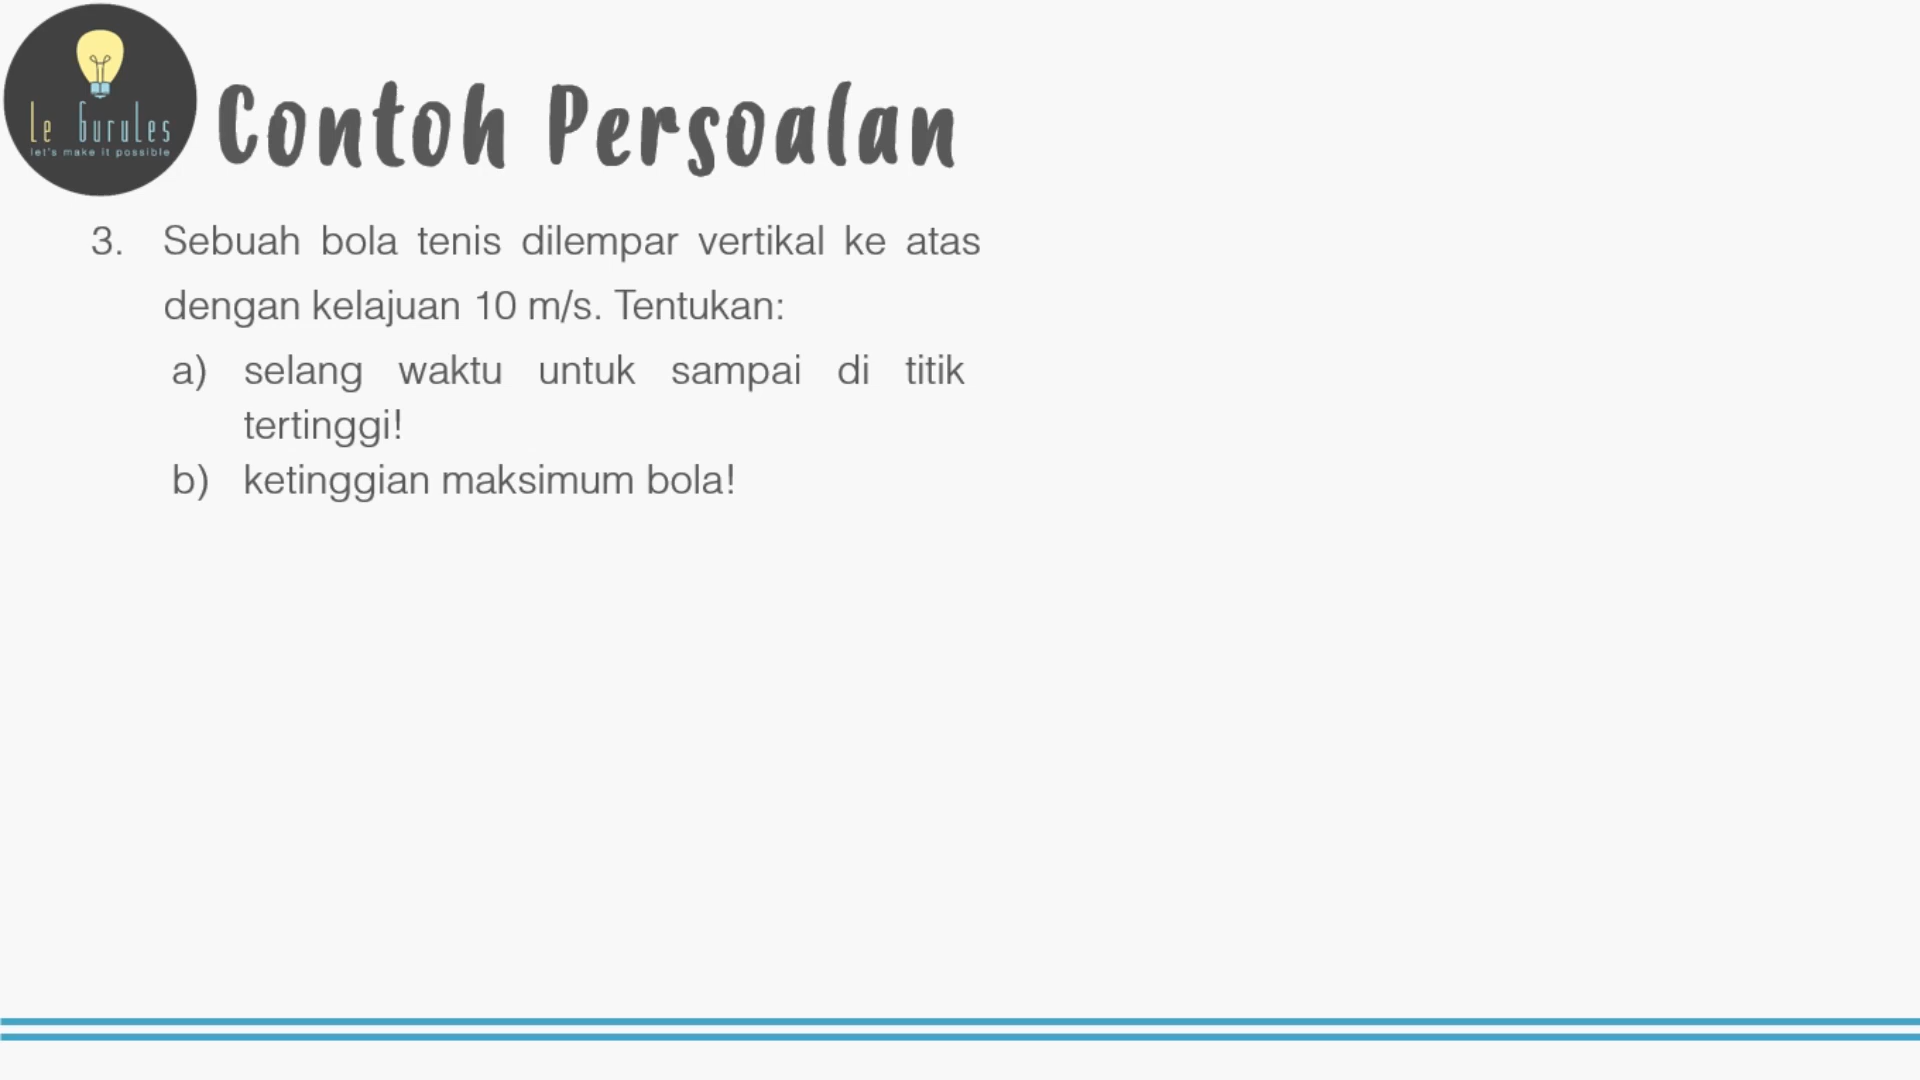 Le Gurules
let's make it possible
Contoh Persoalan
3. Sebuah bola tenis dilempar vertikal ke atas
dengan kelajuan 10 m/s. Tentukan:
a) selang waktu untuk sampai di titik
tertinggi!
b) ketinggian maksimum bola!